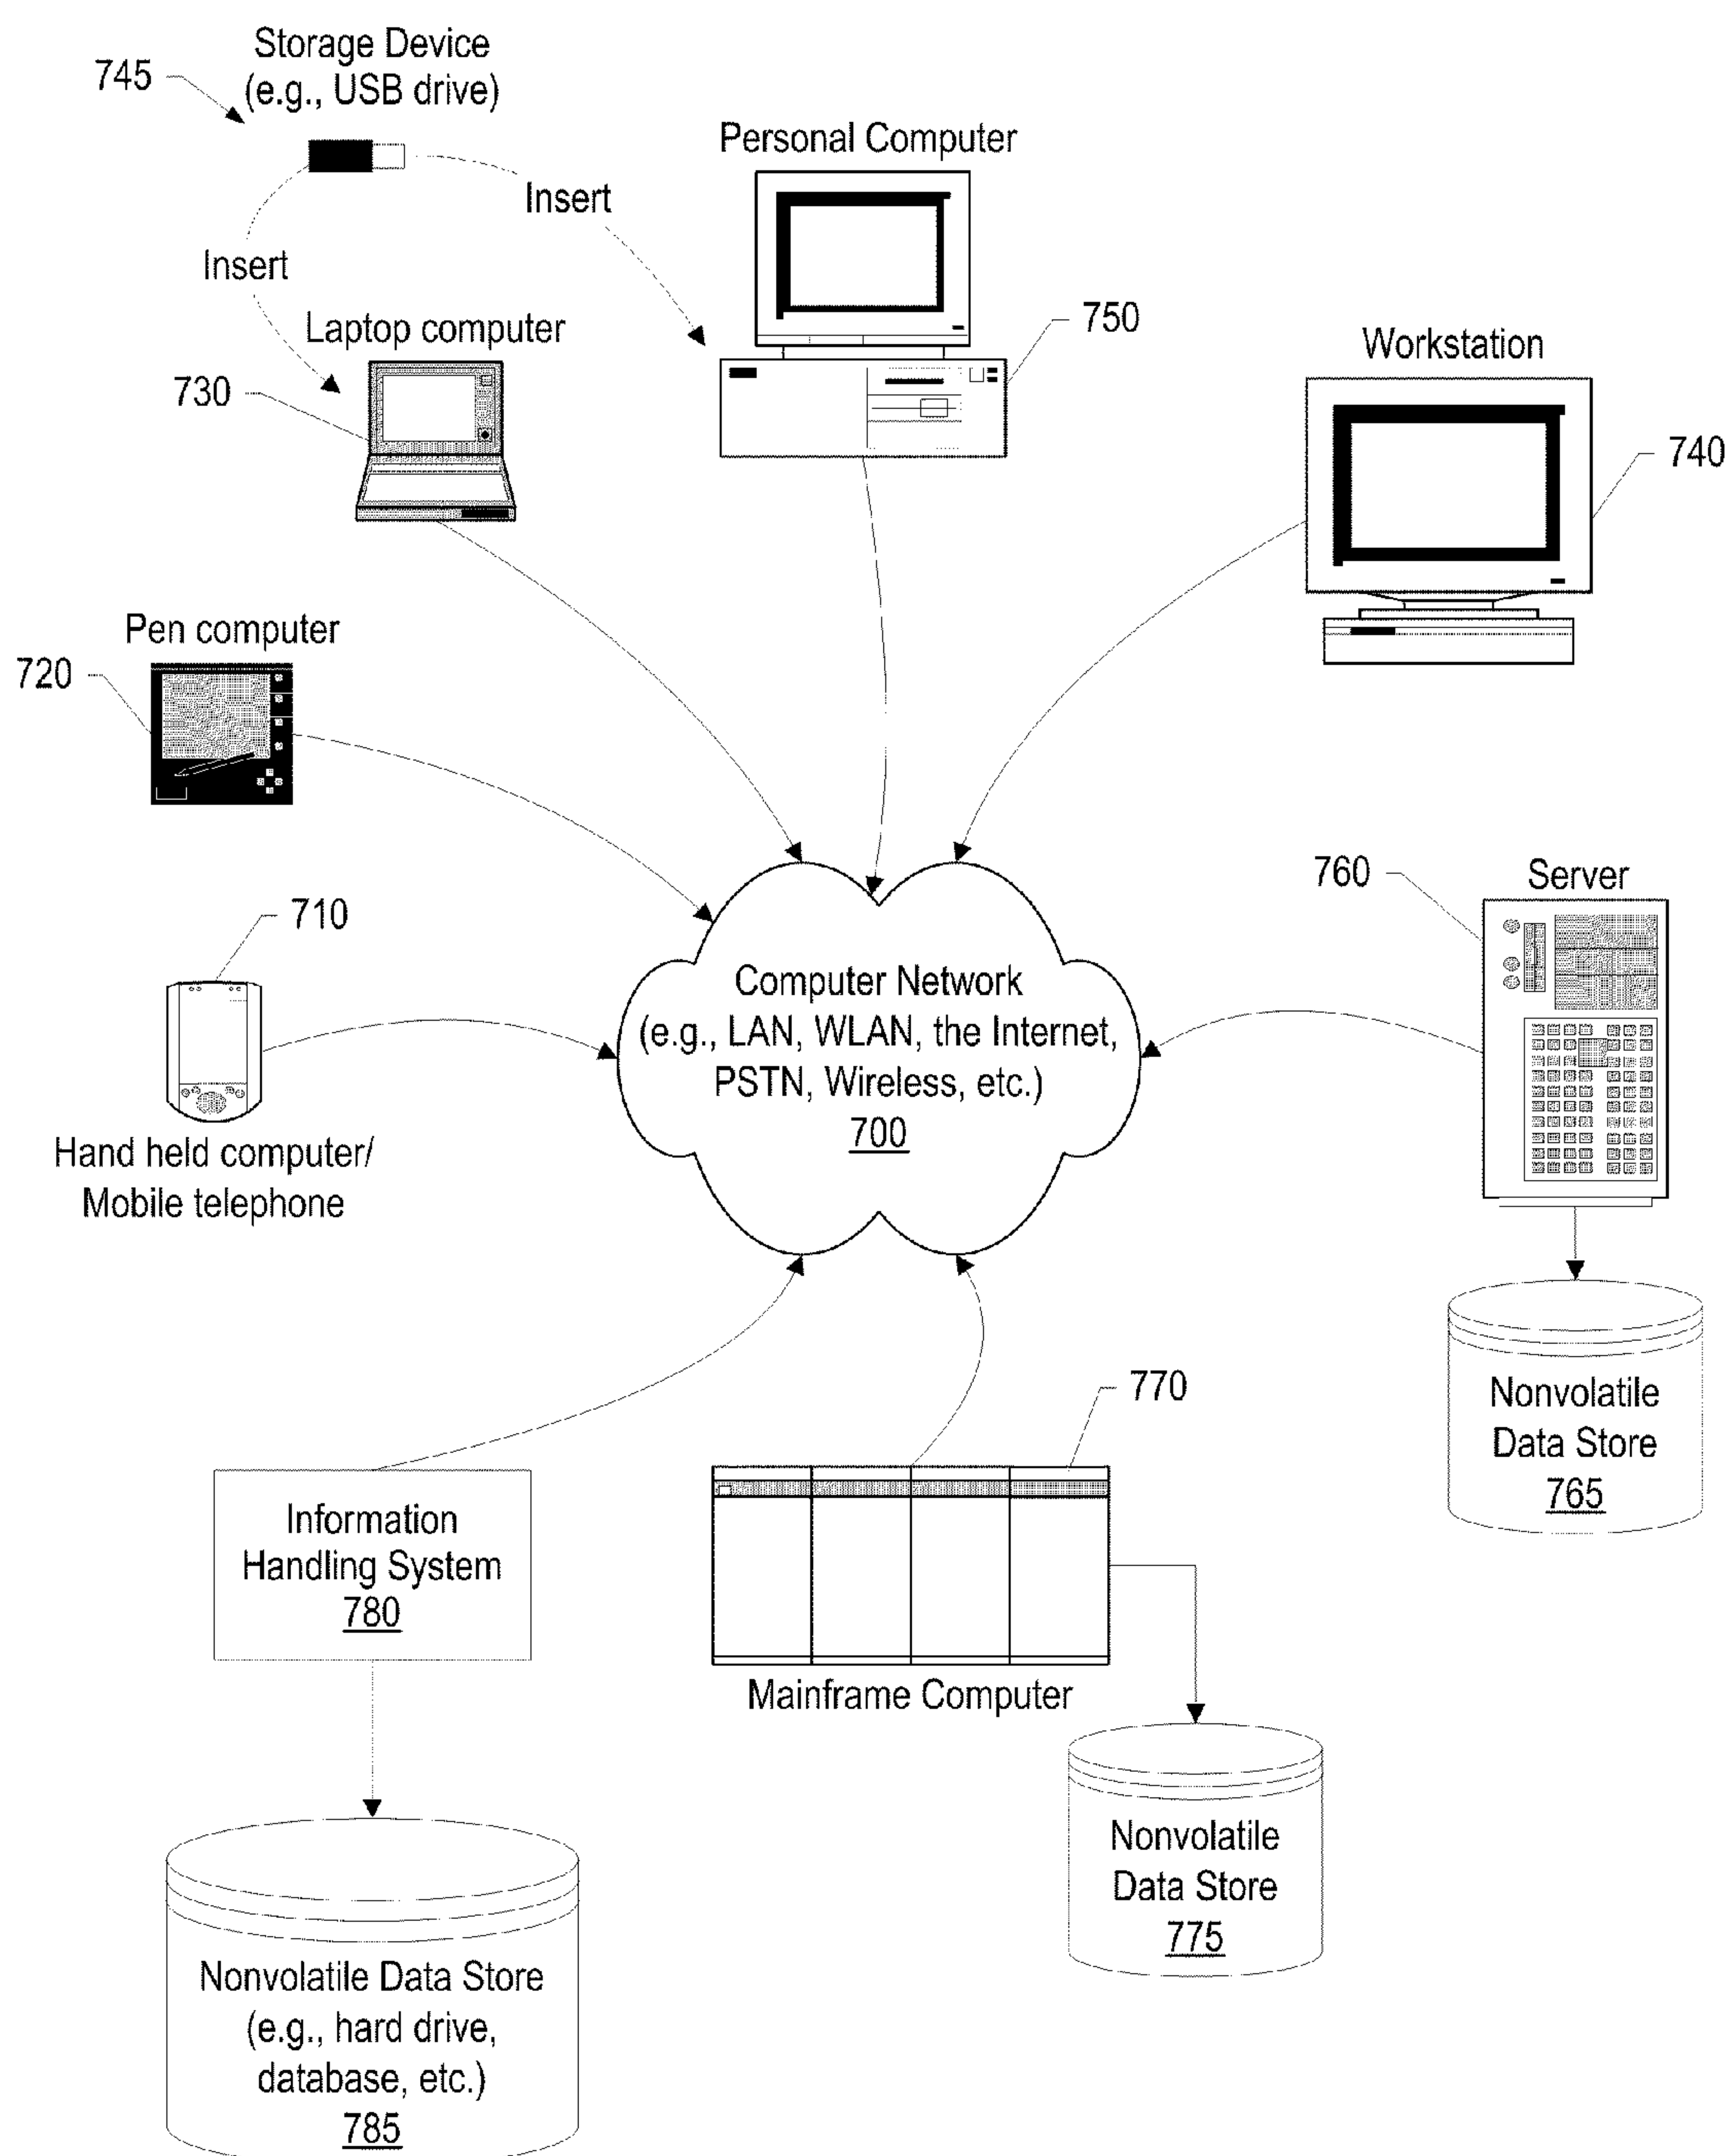 745
Storage Device
(e.g., USB drive)
Personal Computer
Insert
Insert
750
Laptop computer
730
Workstation
740
Pen computer
720
760
Server
710
Computer Network
(e.g., LAN, WLAN, the Internet,
PSTN, Wireless, etc.)
700
Hand held computer/
Mobile telephone
770
Nonvolatile
Data Store
765
Information
Handling System
780
Mainframe Computer
Nonvolatile
Data Store
775
Nonvolatile Data Store
(e.g., hard drive,
database, etc.)
785